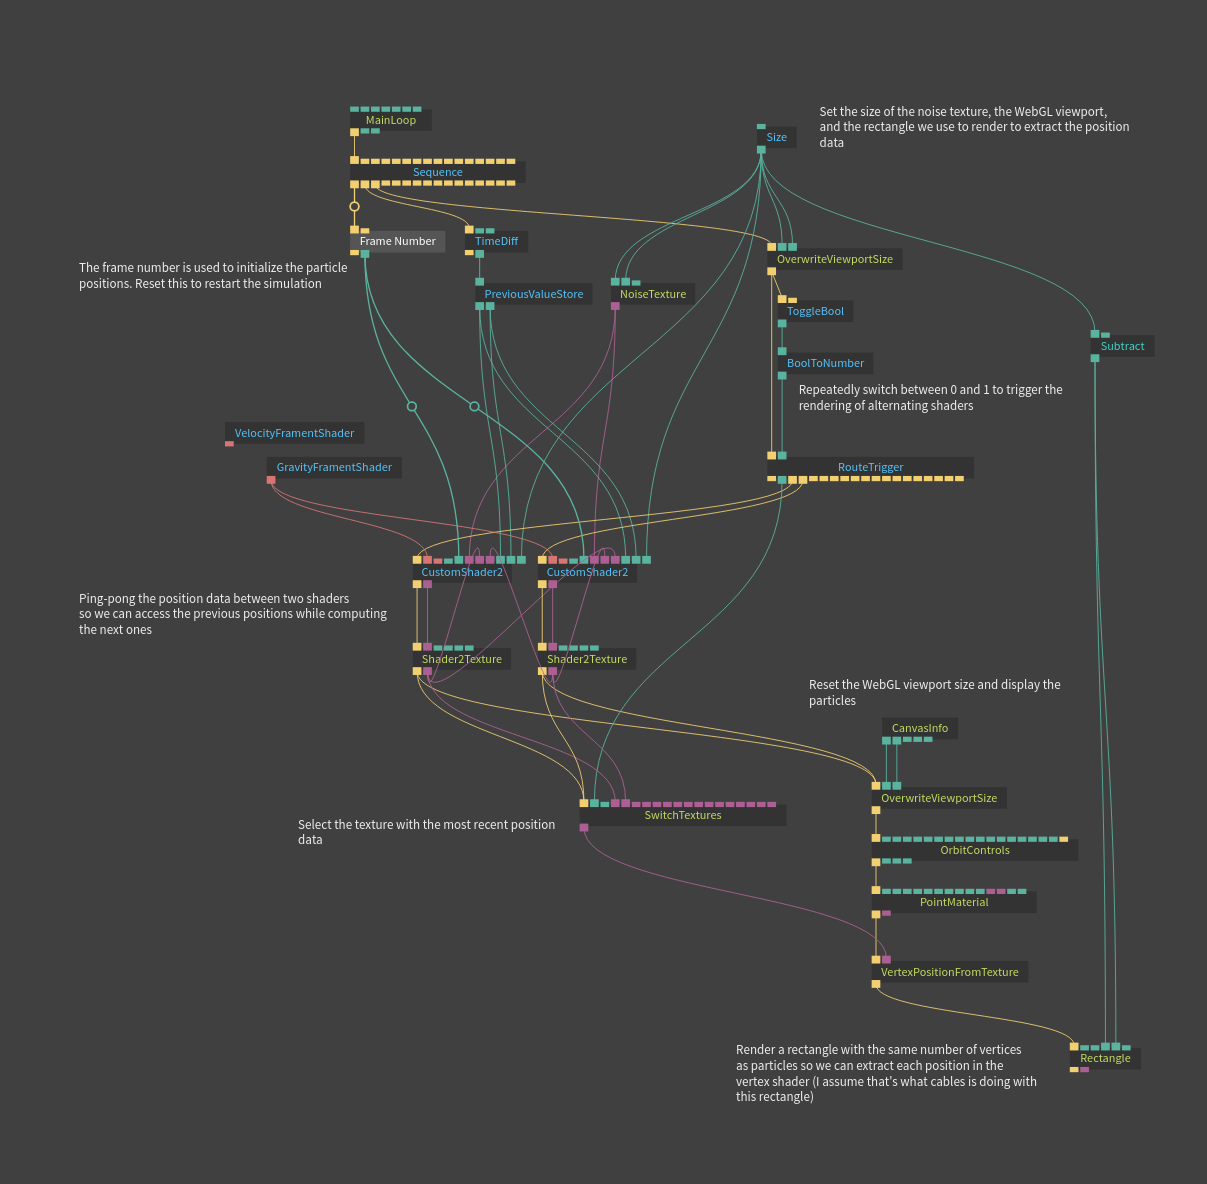 MainLoop
Set the size of the noise texture, the WebGL viewport,
and the rectangle we use to render to extract the position
data
Size
Sequence
Frame Number
TimeDiff
OverwriteViewportSize
The frame number is used to initialize the particle
positions. Reset this to restart the simulation
PreviousValueStore
NoiseTexture
ToggleBool
Subtract
BoolToNumber
Repeatedly switch between 0 and 1 to trigger the
rendering of alternating shaders
VelocityFramentShader
GravityFramentShader
RouteTrigger
CustomShader2
CustomShader2
Ping-pong the position data between two shaders
so we can access the previous positions while computing
the next ones
Shader2Texture
Shader2Texture
Reset the WebGL viewport size and display the
particles
CanvasInfo
OverwriteViewportSize
SwitchTextures
Select the texture with the most recent position
data
OrbitControls
PointMaterial
VertexPositionFromTexture
Render a rectangle with the same number of vertices
as particles so we can extract each position in the
vertex shader (I assume that's what cables is doing with
this rectangle)
Rectangle